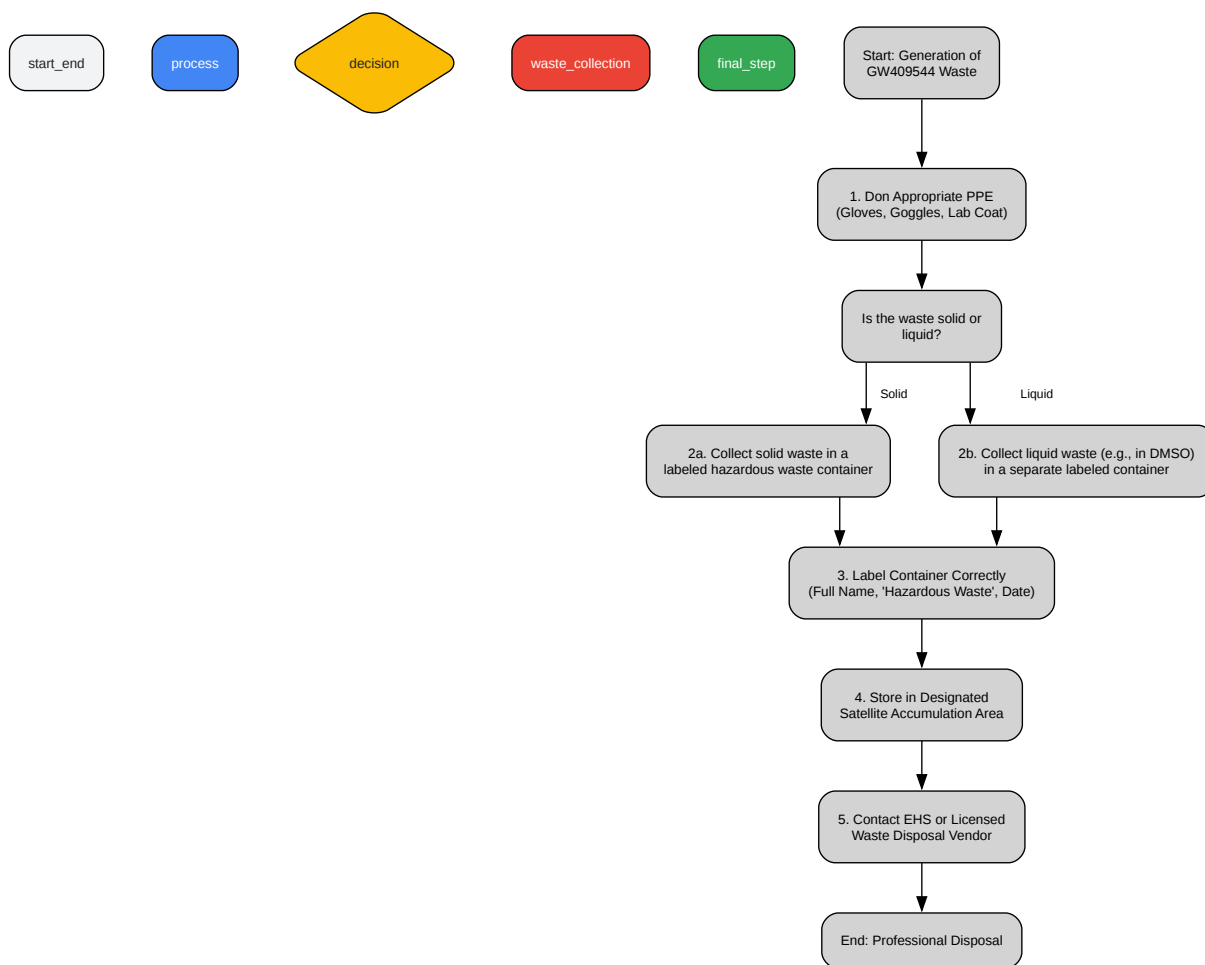 start_end
process
decision
waste_collection
final_step
Start: Generation of
GW409544 Waste
1. Don Appropriate PPE
(Gloves, Goggles, Lab Coat)
Is the waste solid or
liquid?
Solid
Liquid
2a. Collect solid waste in a
labeled hazardous waste container
2b. Collect liquid waste (e.g., in DMSO)
in a separate labeled container
3. Label Container Correctly
(Full Name, 'Hazardous Waste', Date)
4. Store in Designated
Satellite Accumulation Area
5. Contact EHS or Licensed
Waste Disposal Vendor
End: Professional Disposal